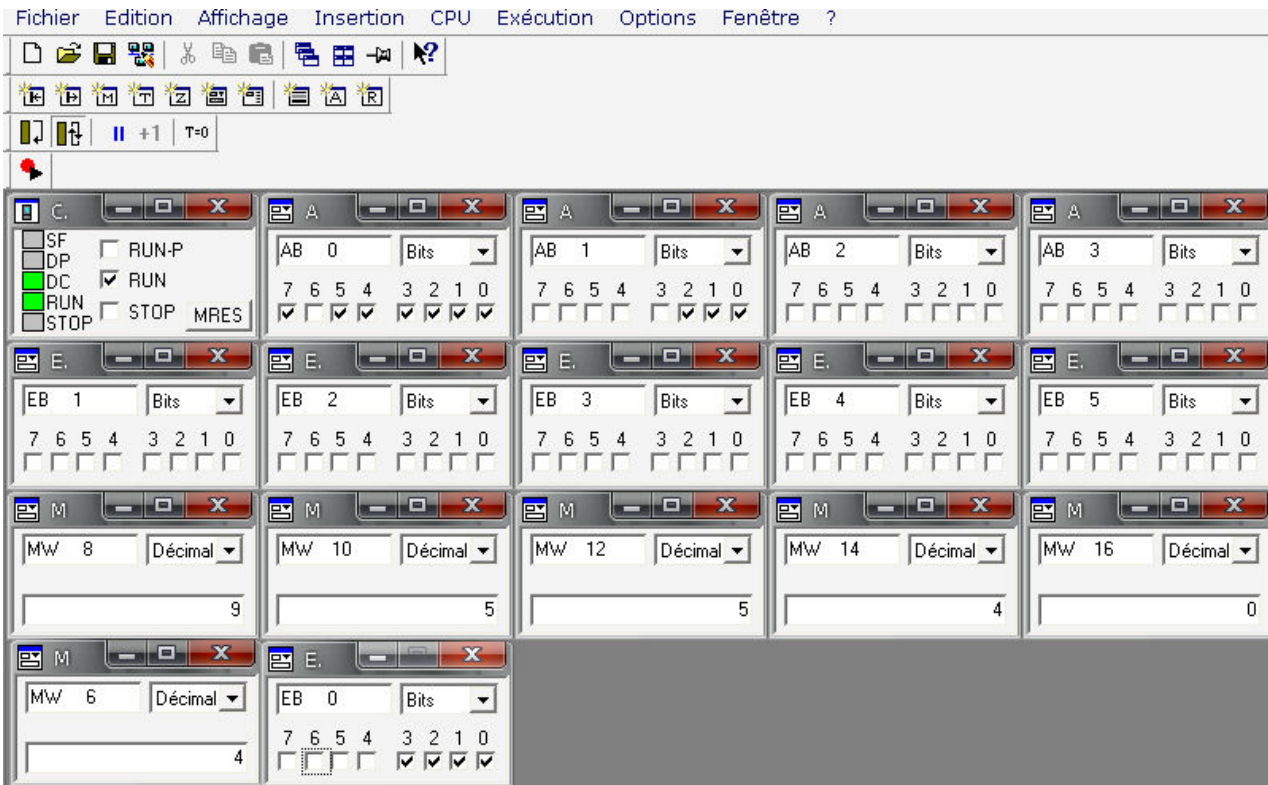 Fichier Edition Affichage Insertion CPU Exécution Options Fenêtre ?
+1 T=0
C. A A A A
SF
DP
DC
RUN
STOP
RUN-P
RUN
STOP MRES
AB 0 Bits
7 6 5 4 3 2 1 0
AB 1 Bits
7 6 5 4 3 2 1 0
AB 2 Bits
7 6 5 4 3 2 1 0
AB 3 Bits
7 6 5 4 3 2 1 0
E. E. E. E. E.
EB 1 Bits
7 6 5 4 3 2 1 0
EB 2 Bits
7 6 5 4 3 2 1 0
EB 3 Bits
7 6 5 4 3 2 1 0
EB 4 Bits
7 6 5 4 3 2 1 0
EB 5 Bits
7 6 5 4 3 2 1 0
M M M M M
MW 8 Décimal
9
MW 10 Décimal
5
MW 12 Décimal
5
MW 14 Décimal
4
MW 16 Décimal
0
M E.
MW 6 Décimal
4
EB 0 Bits
7 6 5 4 3 2 1 0